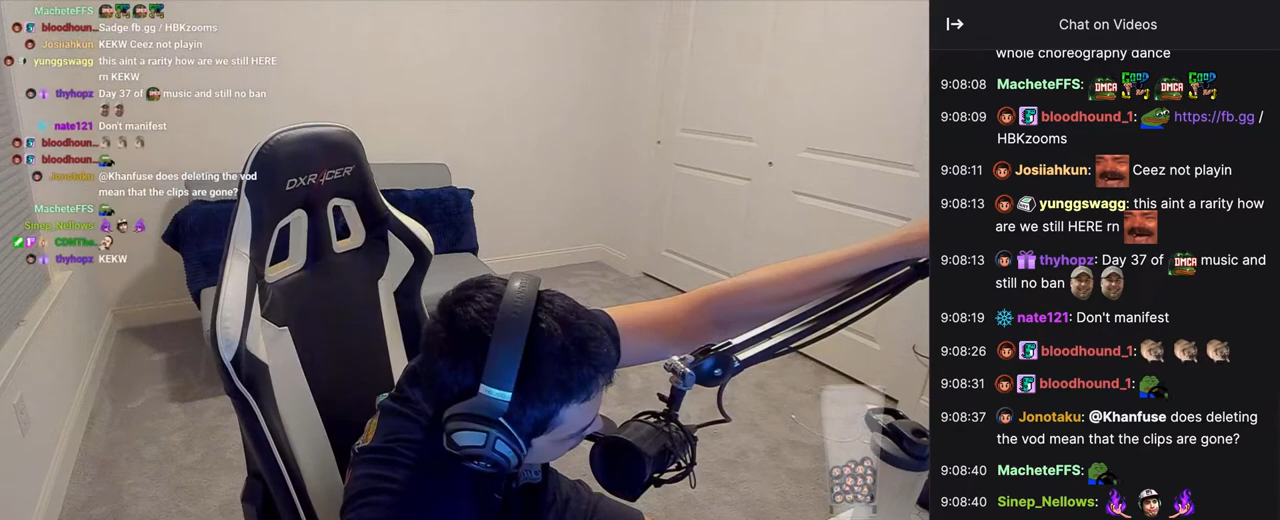 MacheteFFS
bloodhoun... Sadge fb.gg / HBKzooms
Josiiahkun KEKW Ceez not playin
yunggswagg this aint a rarity how are we still HERE
rn KEKW
thyhopz Day 37 of DMCA music and still no ban
nate121 Don't manifest
bloodhoun...
bloodhoun...
Jonotaku @Khanfuse does deleting the vod
mean that the clips are gone?
MacheteFFS
Sinep_Nellows
CDNThe...
thyhopz KEKW
DXRACER
Chat on Videos
whole choreography dance
9:08:08 MacheteFFS: DMCA GOOD DMCA GOOD
9:08:09 bloodhound_1: https://fb.gg /
HBKzooms
9:08:11 Josiiahkun: Ceez not playin
9:08:13 yunggswagg: this aint a rarity how
are we still HERE rn
9:08:13 thyhopz: Day 37 of DMCA music and
still no ban
9:08:19 nate121: Don't manifest
9:08:26 bloodhound_1:
9:08:31 bloodhound_1:
9:08:37 Jonotaku: @Khanfuse does deleting
the vod mean that the clips are gone?
9:08:40 MacheteFFS:
9:08:40 Sinep_Nellows: